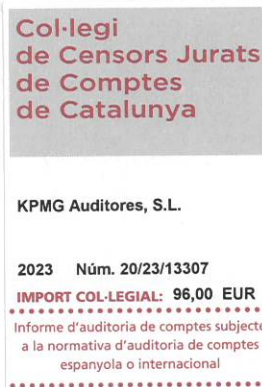 Col·legi
de Censors Jurats
de Comptes
de Catalunya
KPMG Auditores, S.L.
2023 Núm. 20/23/13307
IMPORT COL·LEGIAL: 96,00 EUR
Informe d'auditoria de comptes subjecte
a la normativa d'auditoria de comptes
espanyola o internacional